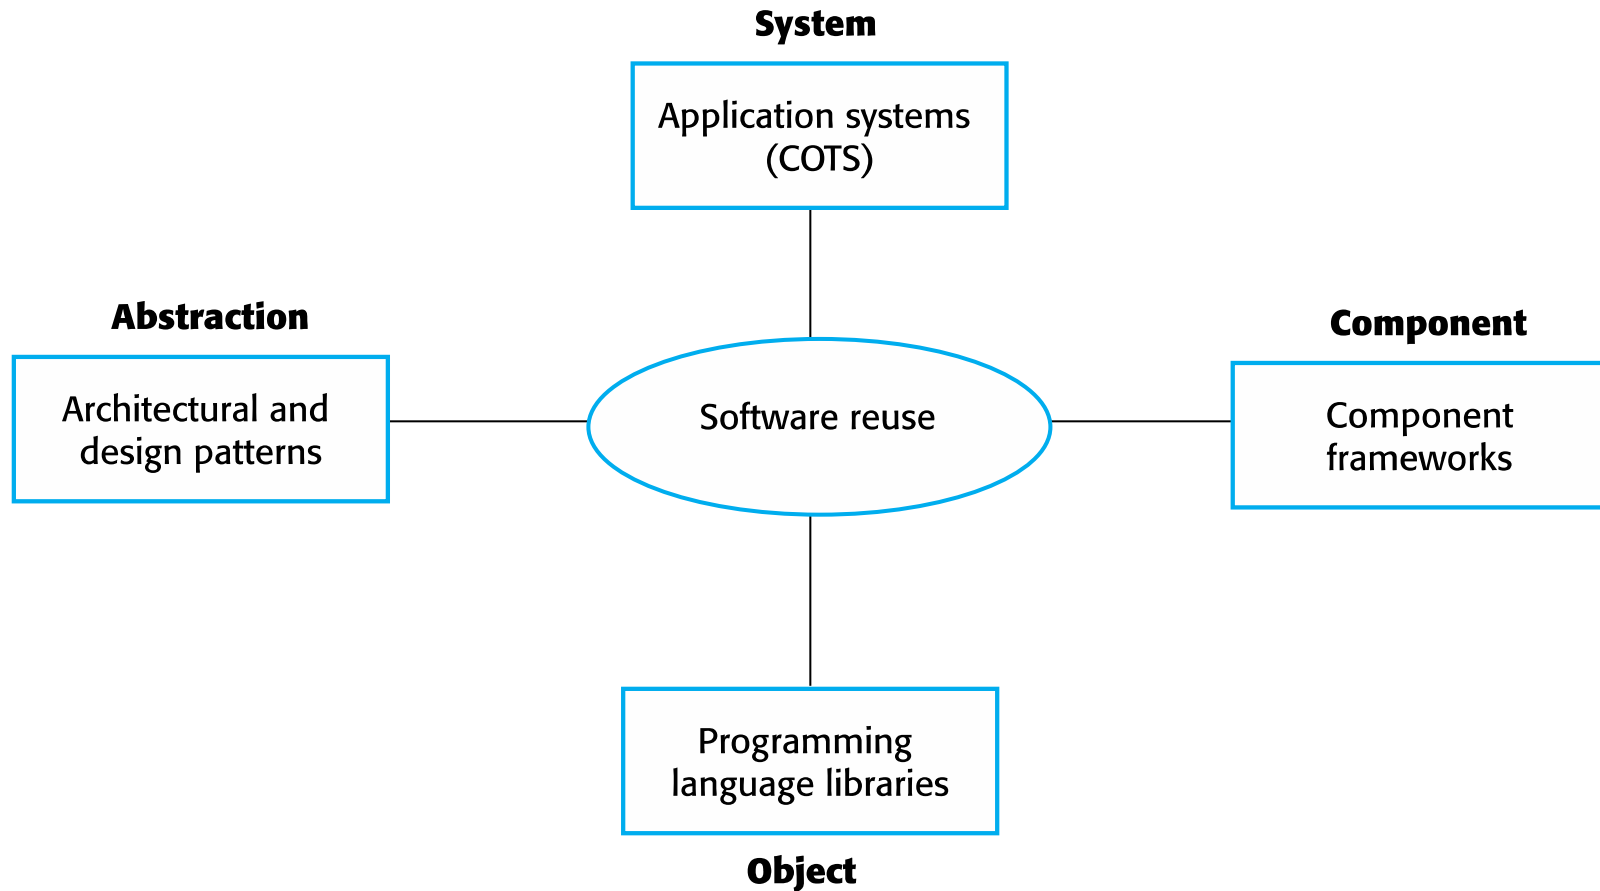 System
Application systems
(COTS)
Abstraction
Architectural and
design patterns
Software reuse
Component
Component
frameworks
Programming
language libraries
Object